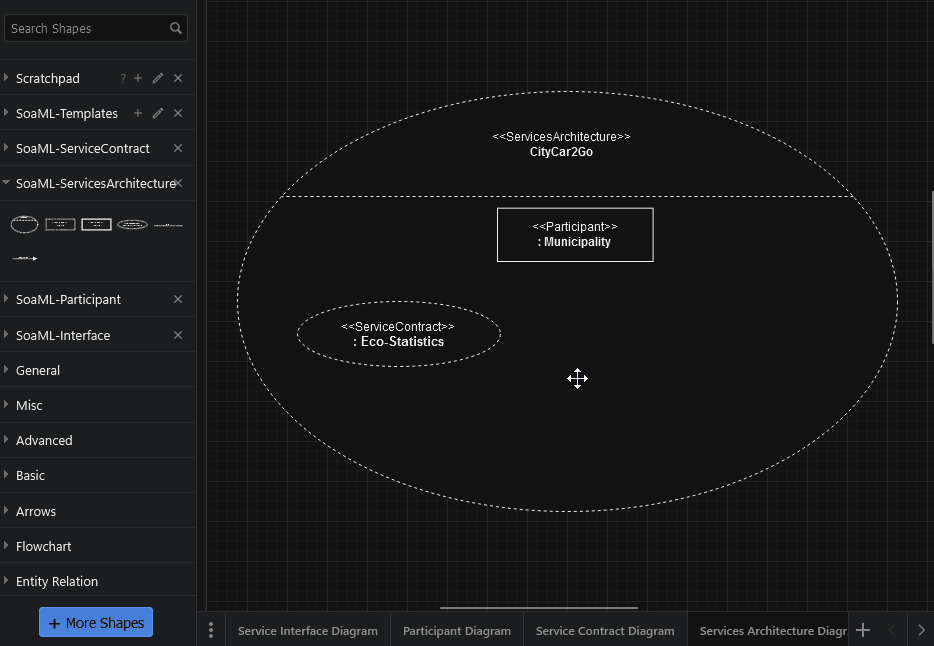 Search Shapes
Scratchpad
?
SoaML-Templates
SoaML-ServiceContract
SoaML-ServicesArchitecture
SoaML-Participant
SoaML-Interface
General
Misc
Advanced
Basic
Arrows
Flowchart
Entity Relation
+ More Shapes
<<ServicesArchitecture>>
CityCar2Go
<<Participant>>
: Municipality
<<ServiceContract>>
: Eco-Statistics
Service Interface Diagram
Participant Diagram
Service Contract Diagram
Services Architecture Diagr